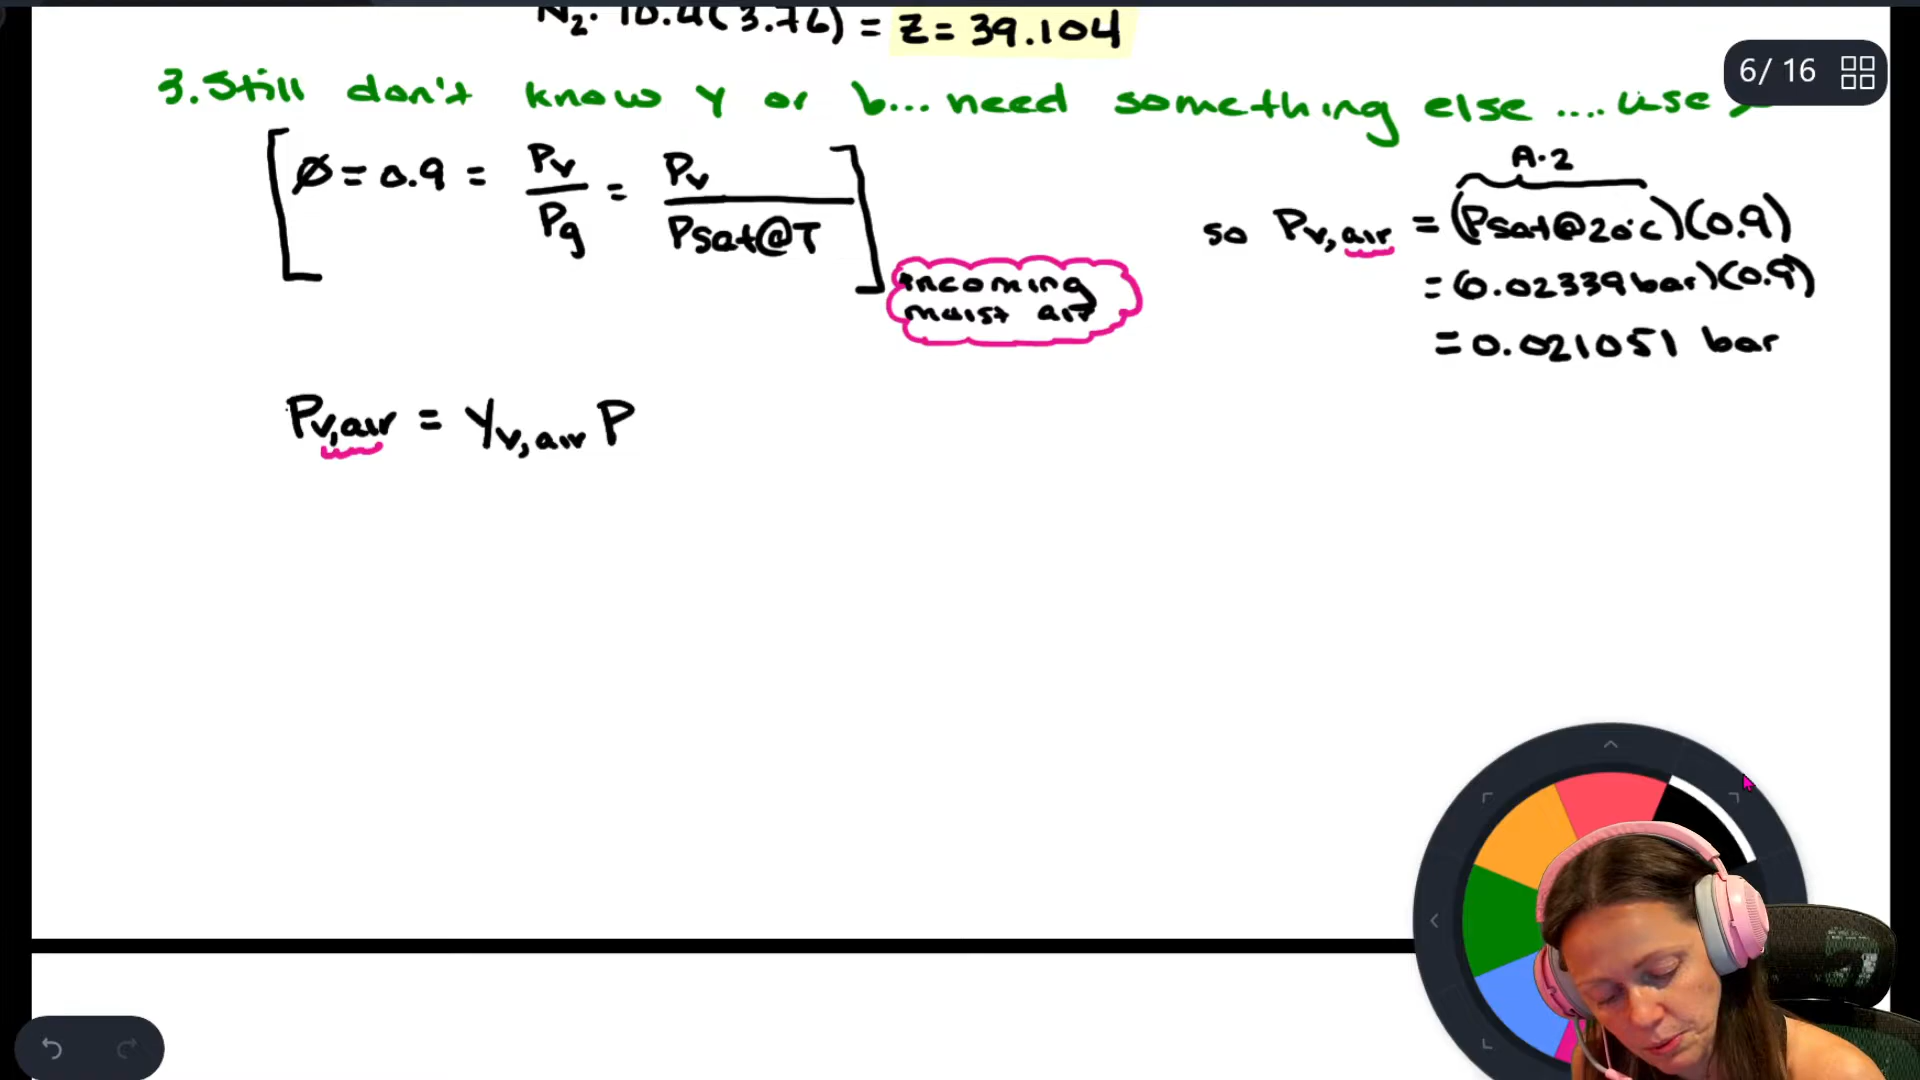 N₂: 10.4(3.76) = Z = 39.104
6/ 16
3. Still don't know Y or b... need something else .... use
ø = 0.9 = Pv/Pg = Pv/Psat@T
incoming
moist air
A-2
so Pv,air = (Psat@20°C)(0.9)
= (0.02339 bar)(0.9)
= 0.021051 bar
Pv,air = Yv,air P